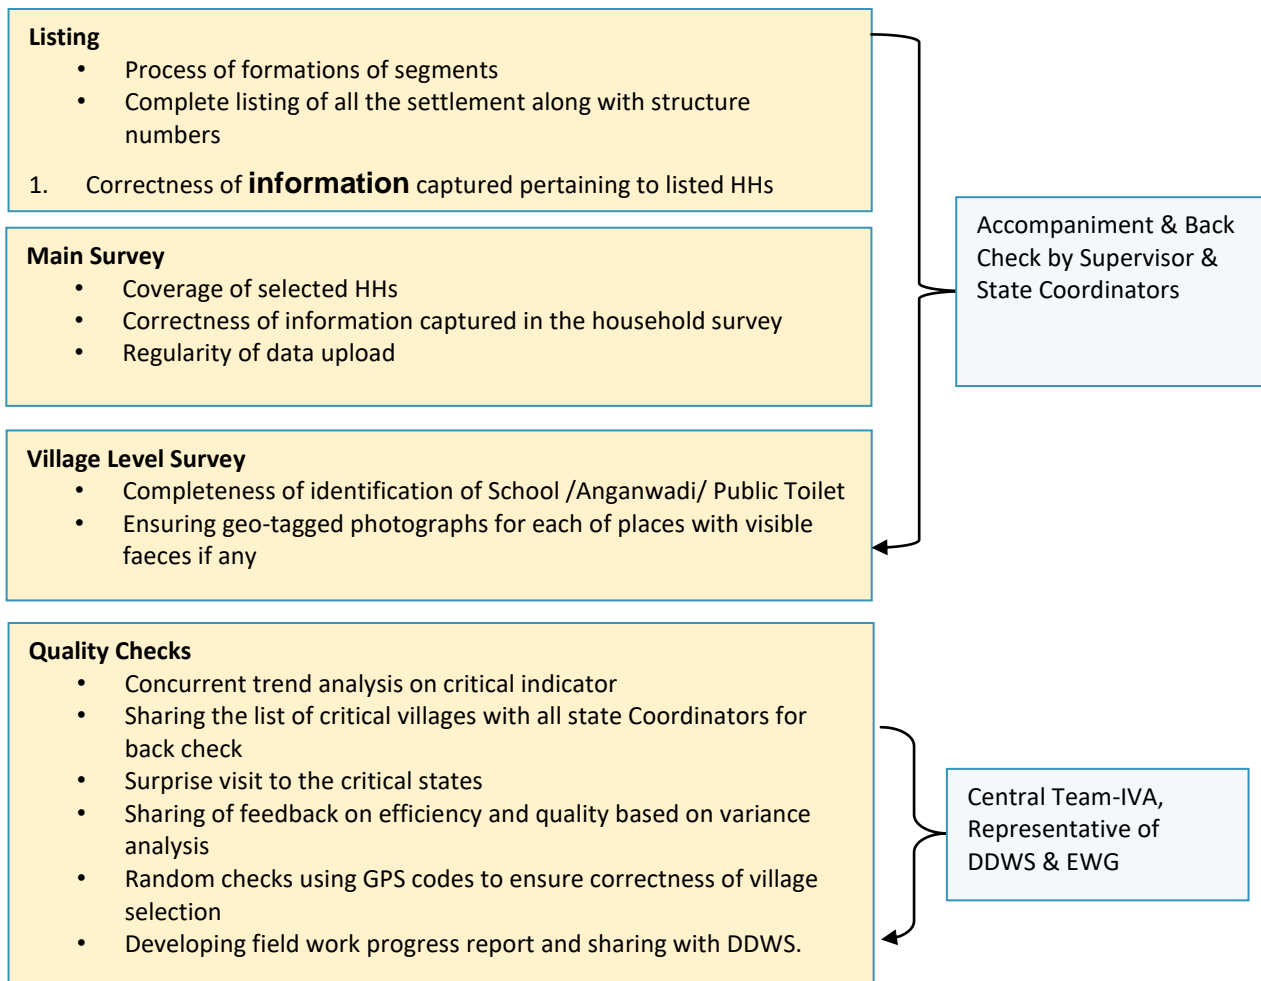 Listing
• Process of formations of segments
• Complete listing of all the settlement along with structure
numbers
1. Correctness of information captured pertaining to listed HHs
Main Survey
• Coverage of selected HHs
• Correctness of information captured in the household survey
• Regularity of data upload
Accompaniment & Back
Check by Supervisor &
State Coordinators
Village Level Survey
• Completeness of identification of School /Anganwadi/ Public Toilet
• Ensuring geo-tagged photographs for each of places with visible
faeces if any
Quality Checks
• Concurrent trend analysis on critical indicator
• Sharing the list of critical villages with all state Coordinators for
back check
• Surprise visit to the critical states
• Sharing of feedback on efficiency and quality based on variance
analysis
• Random checks using GPS codes to ensure correctness of village
selection
• Developing field work progress report and sharing with DDWS.
Central Team-IVA,
Representative of
DDWS & EWG